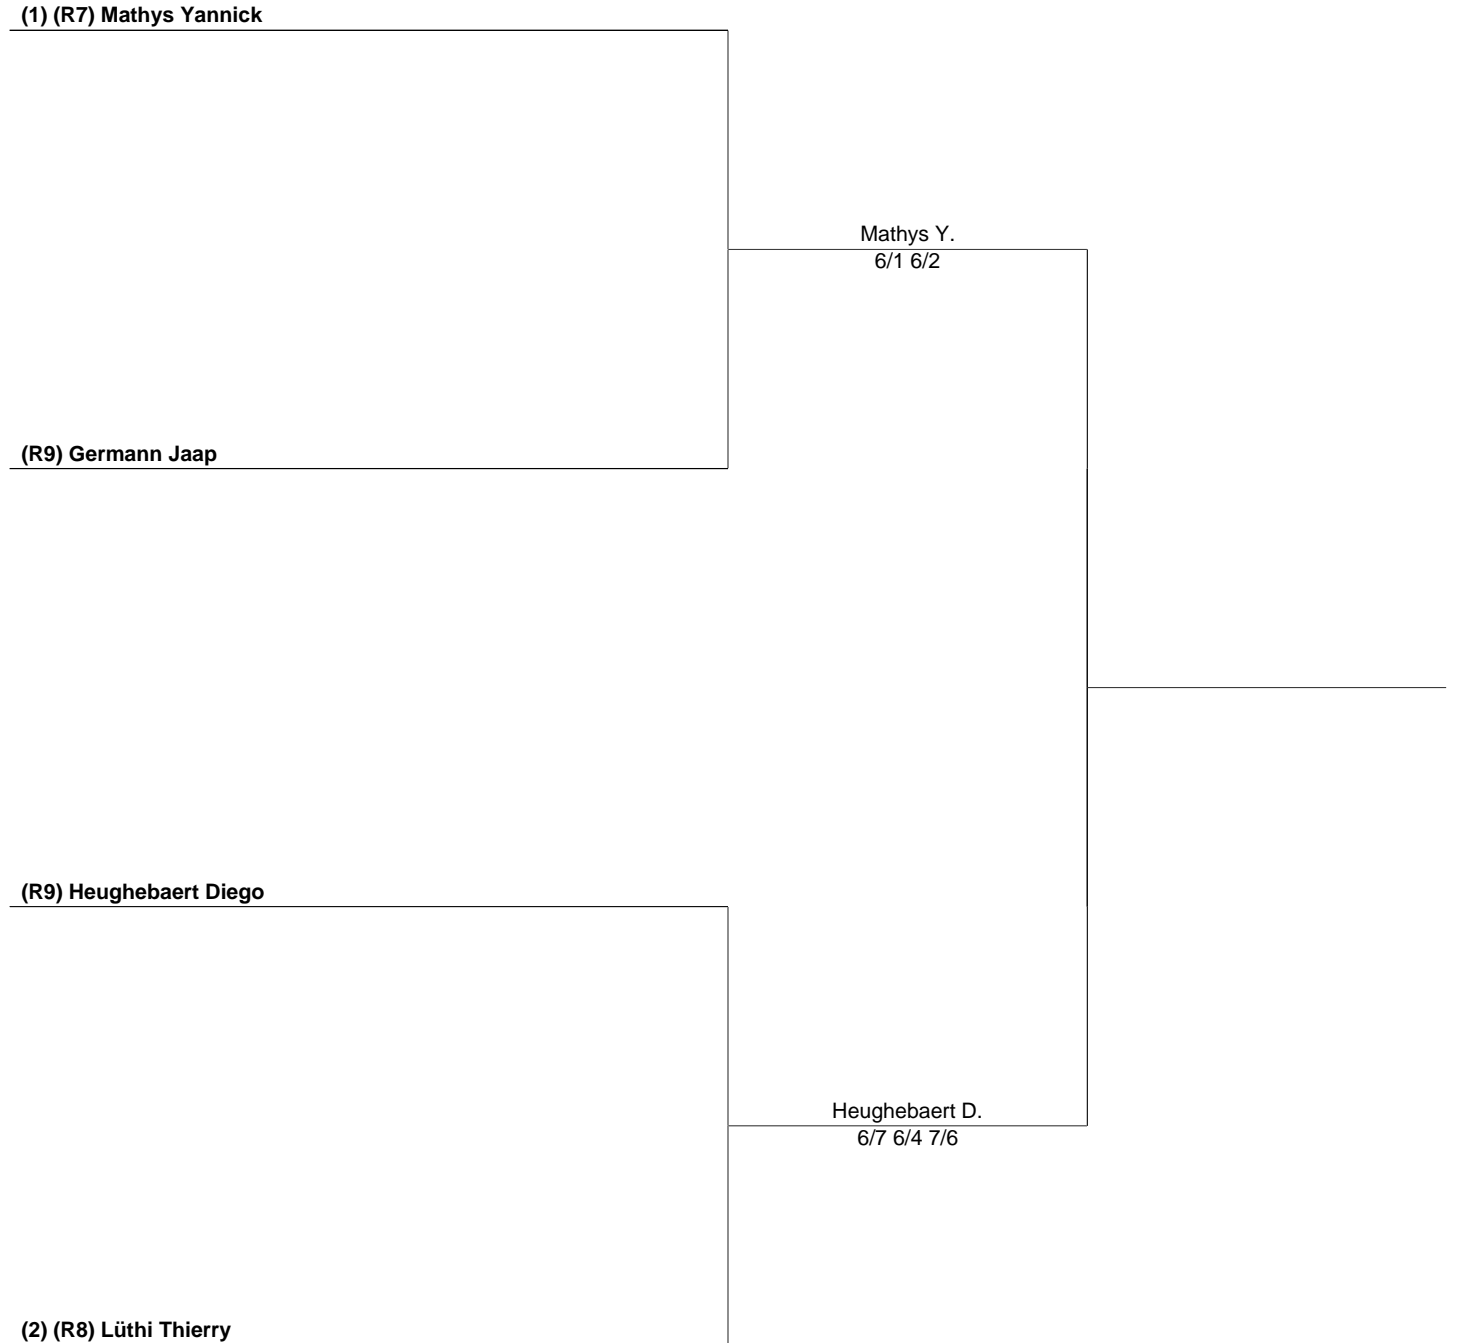 (1) (R7) Mathys Yannick
Mathys Y.
6/1 6/2
(R9) Germann Jaap
(R9) Heughebaert Diego
Heughebaert D.
6/7 6/4 7/6
(2) (R8) Lüthi Thierry